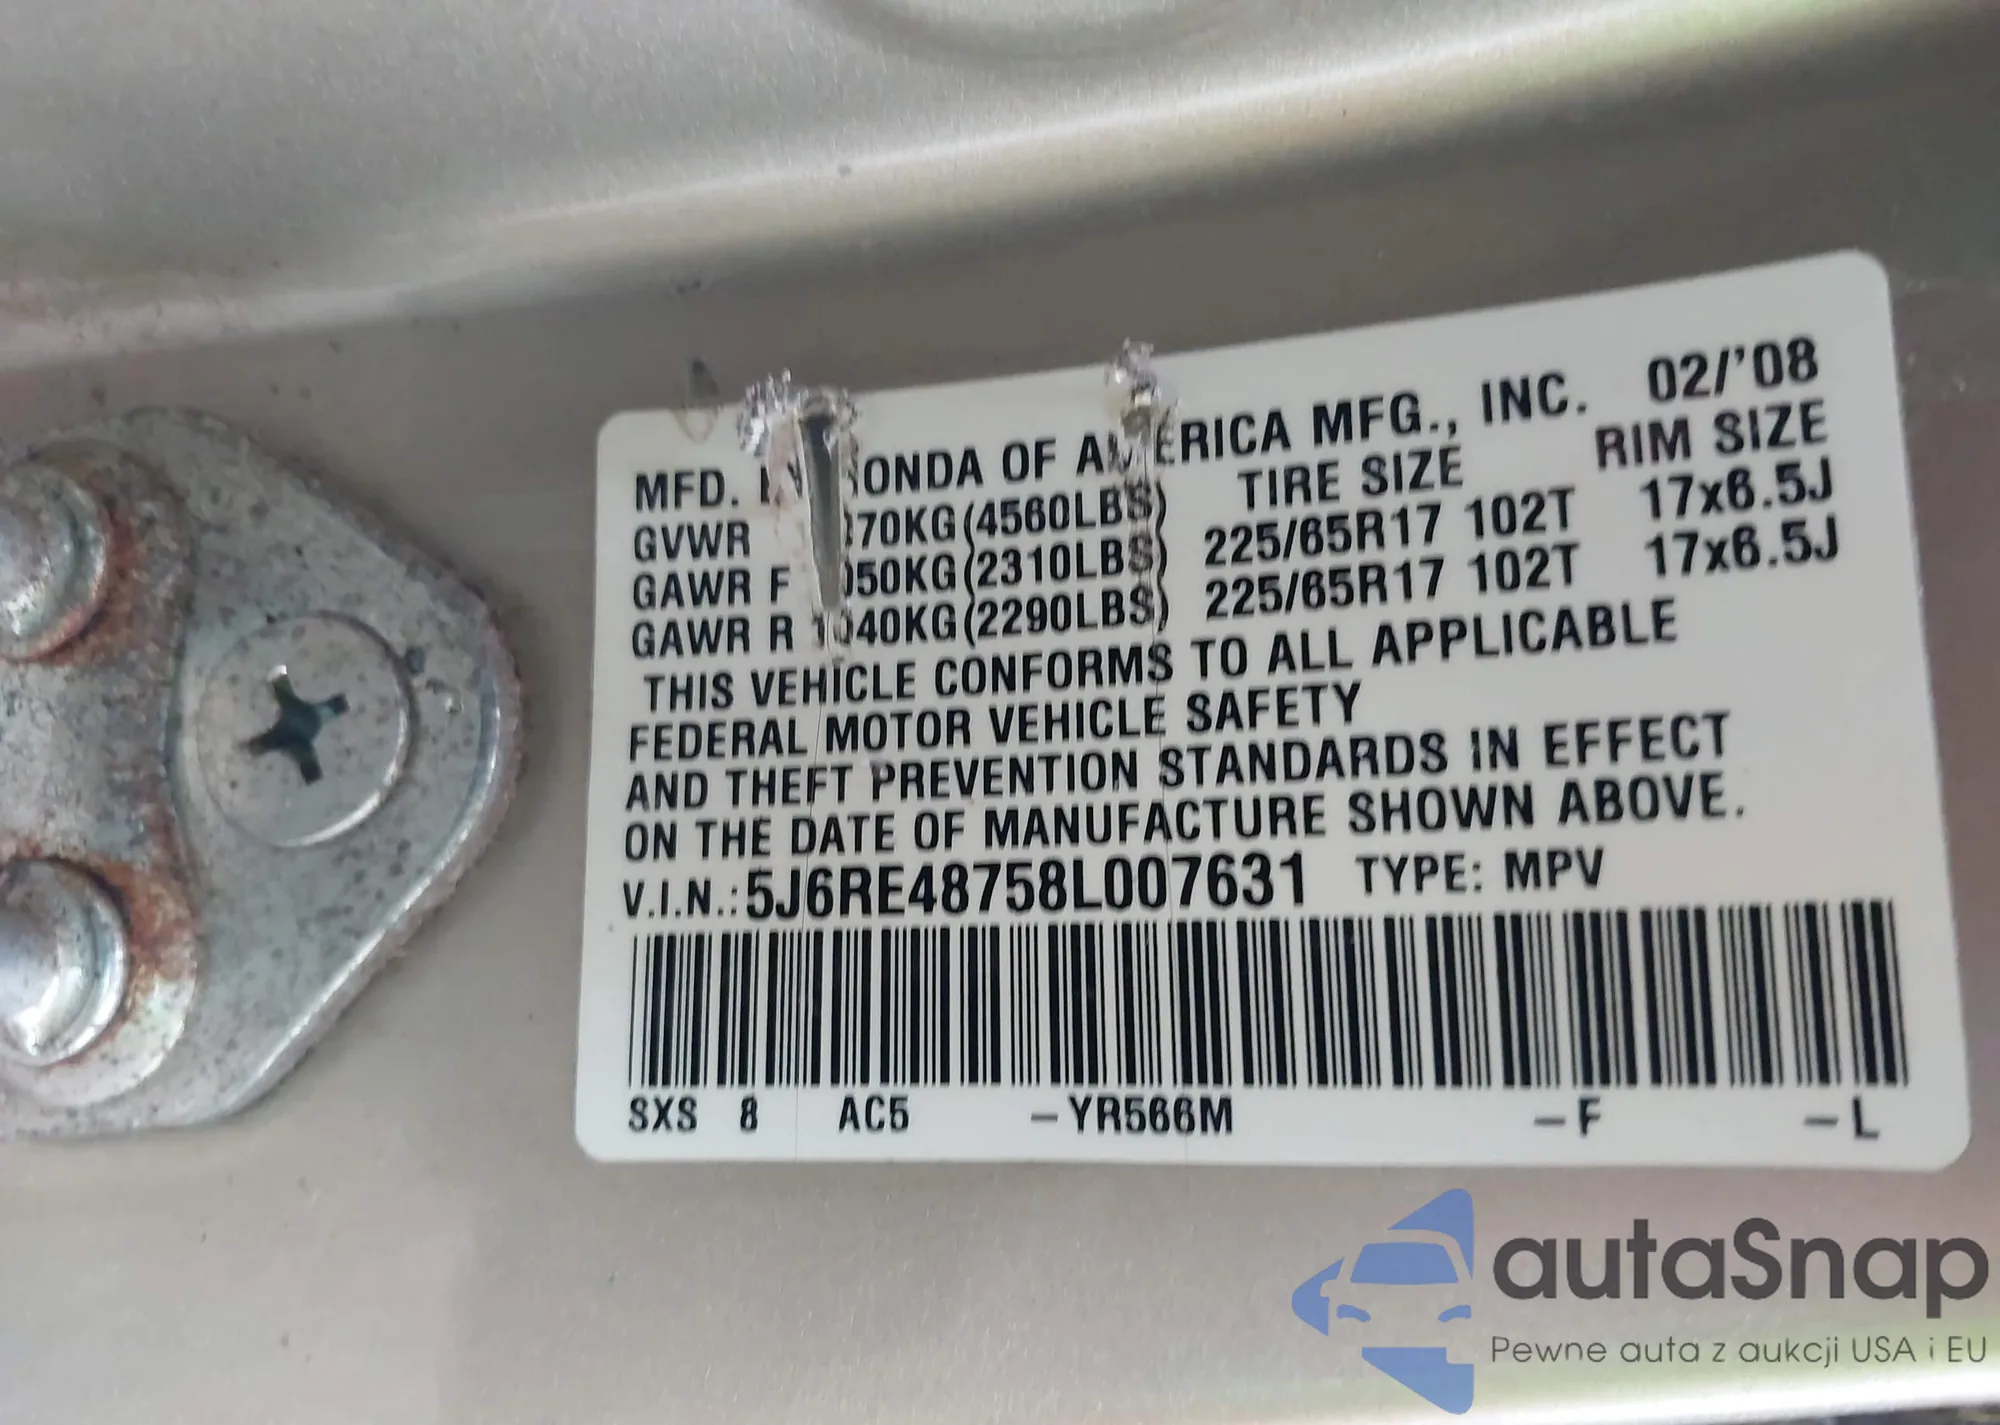 MFD. BY HONDA OF AMERICA MFG., INC. 02/'08
GVWR 70KG(4560LBS) TIRE SIZE RIM SIZE
GAWR F 050KG(2310LBS) 225/65R17 102T 17x6.5J
GAWR R 1040KG(2290LBS) 225/65R17 102T 17x6.5J
THIS VEHICLE CONFORMS TO ALL APPLICABLE
FEDERAL MOTOR VEHICLE SAFETY
AND THEFT PREVENTION STANDARDS IN EFFECT
ON THE DATE OF MANUFACTURE SHOWN ABOVE.
V.I.N.: 5J6RE48758L007631 TYPE: MPV
SXS 8 AC5 -YR566M -F -L
autaSnap
Pewne auta z aukcji USA i EU